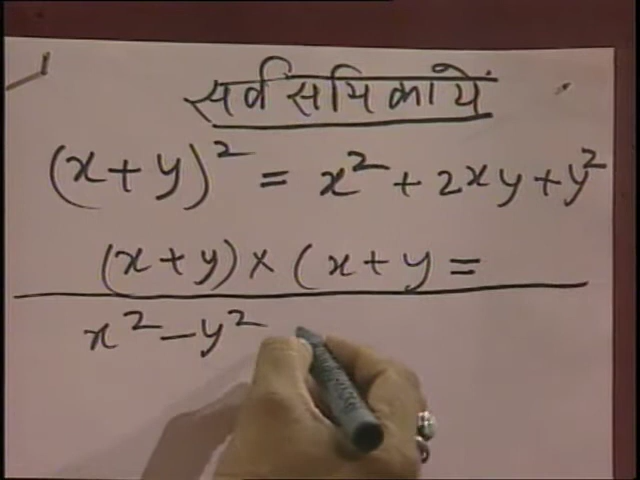 सर्वसमिकायें
(x+y)² = x² + 2xy + y²
(x+y) × (x+y =
x² – y²